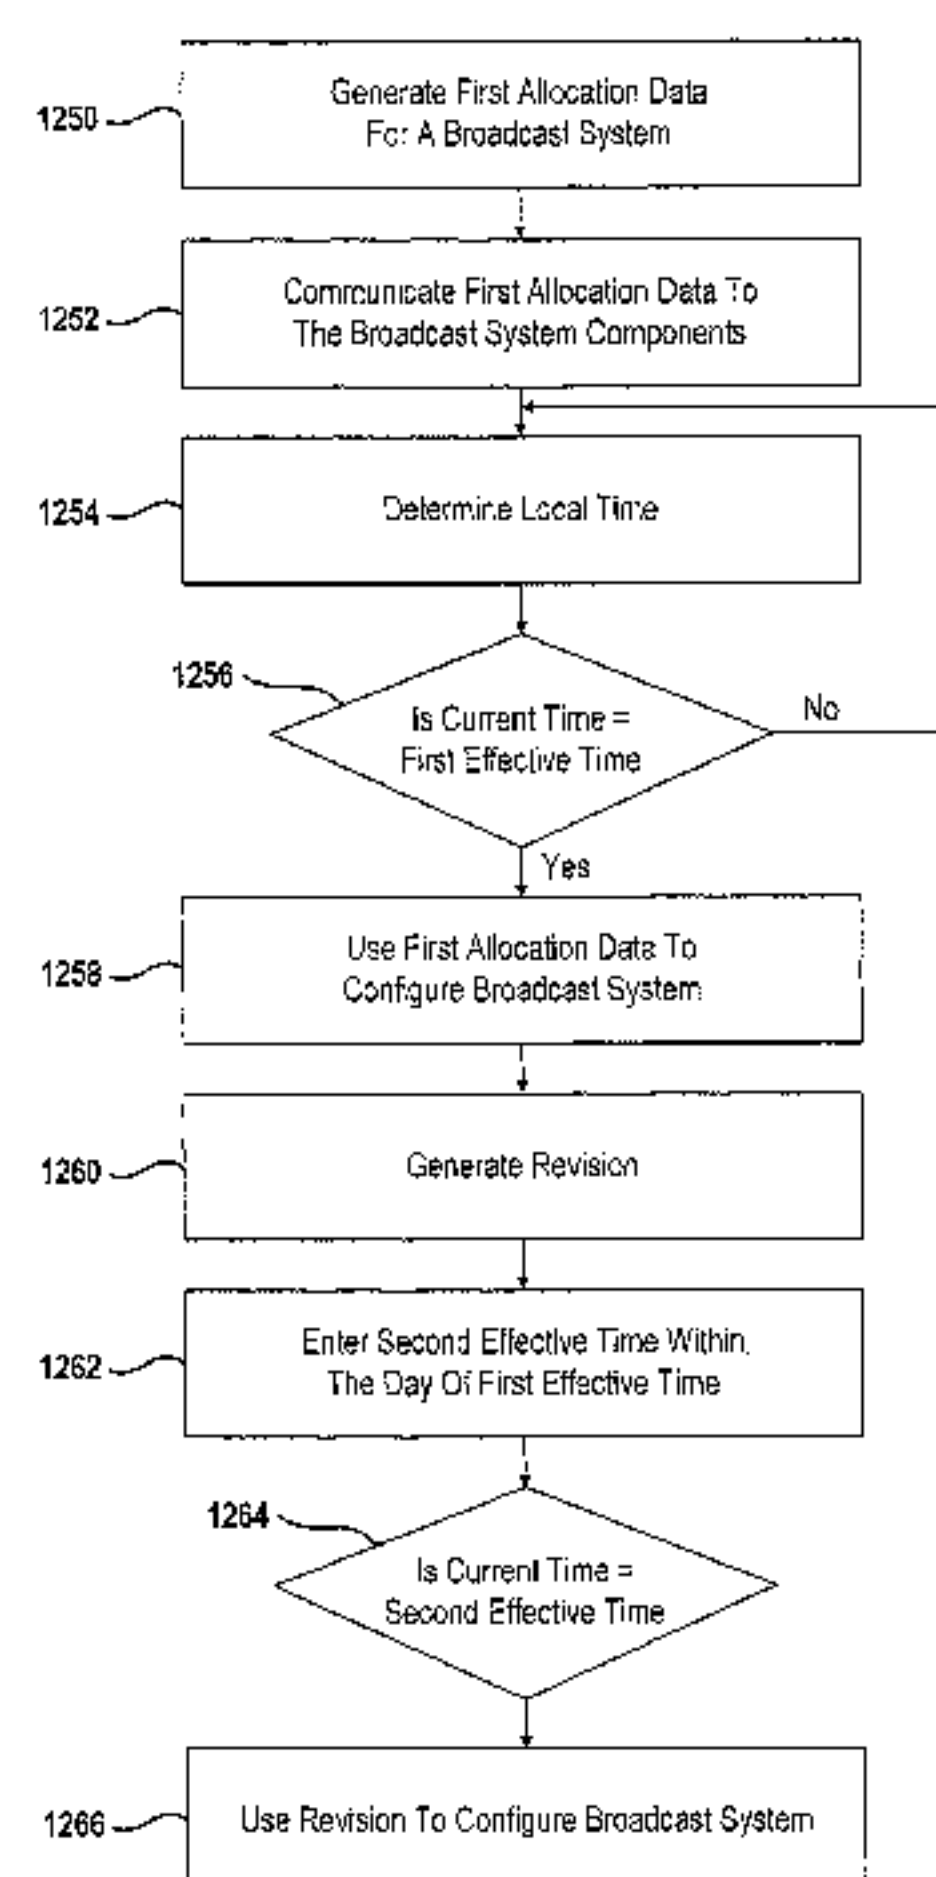 1250
Generate First Allocation Data
For A Broadcast System
1252
Communicate First Allocation Data To
The Broadcast System Components
1254
Determine Local Time
1256
Is Current Time =
First Effective Time
No
Yes
1258
Use First Allocation Data To
Configure Broadcast System
1260
Generate Revision
1262
Enter Second Effective Time Within
The Day Of First Effective Time
1264
Is Current Time =
Second Effective Time
1266
Use Revision To Configure Broadcast System